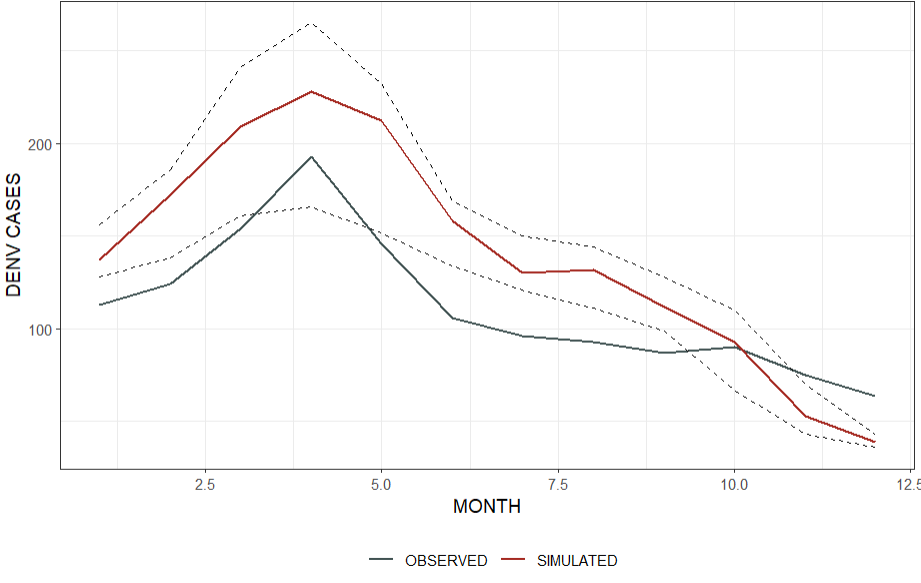 DENV CASES
200
100
2.5
5.0
7.5
10.0
12.5
MONTH
OBSERVED
SIMULATED